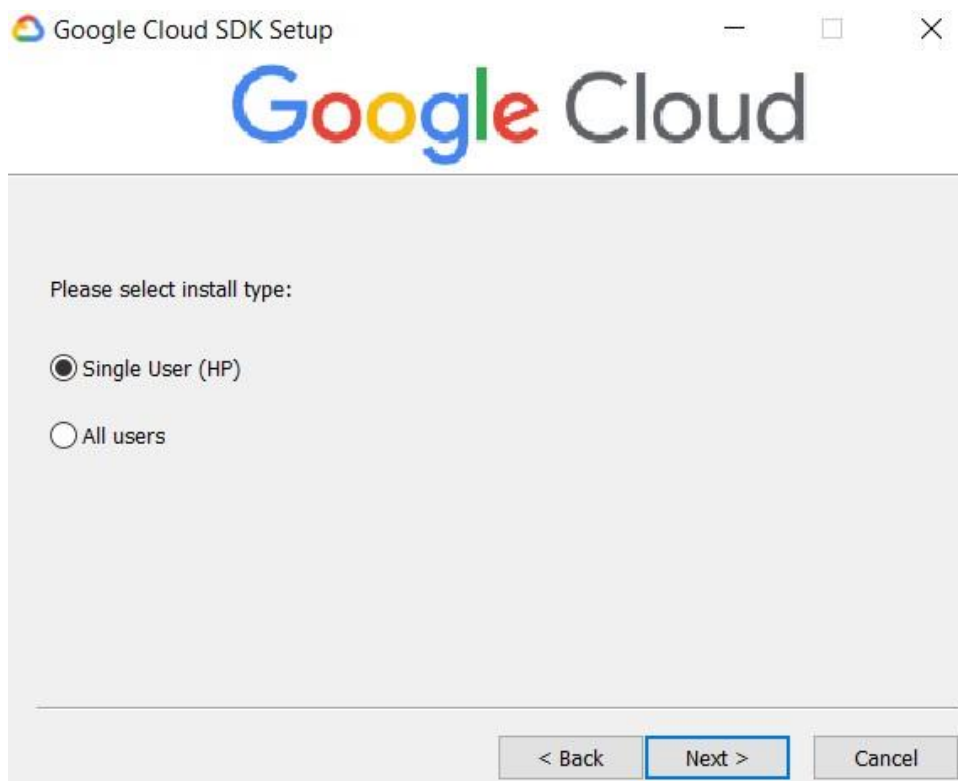 Google Cloud SDK Setup
Google Cloud
Please select install type:
Single User (HP)
All users
< Back Next > Cancel